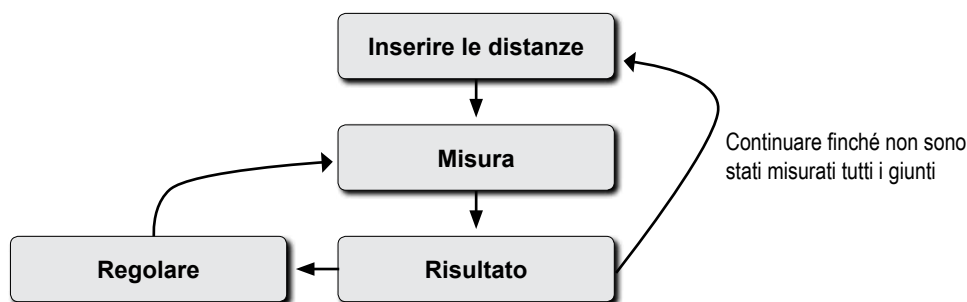 Inserire le distanze
Misura
Continuare finché non sono
stati misurati tutti i giunti
Regolare
Risultato